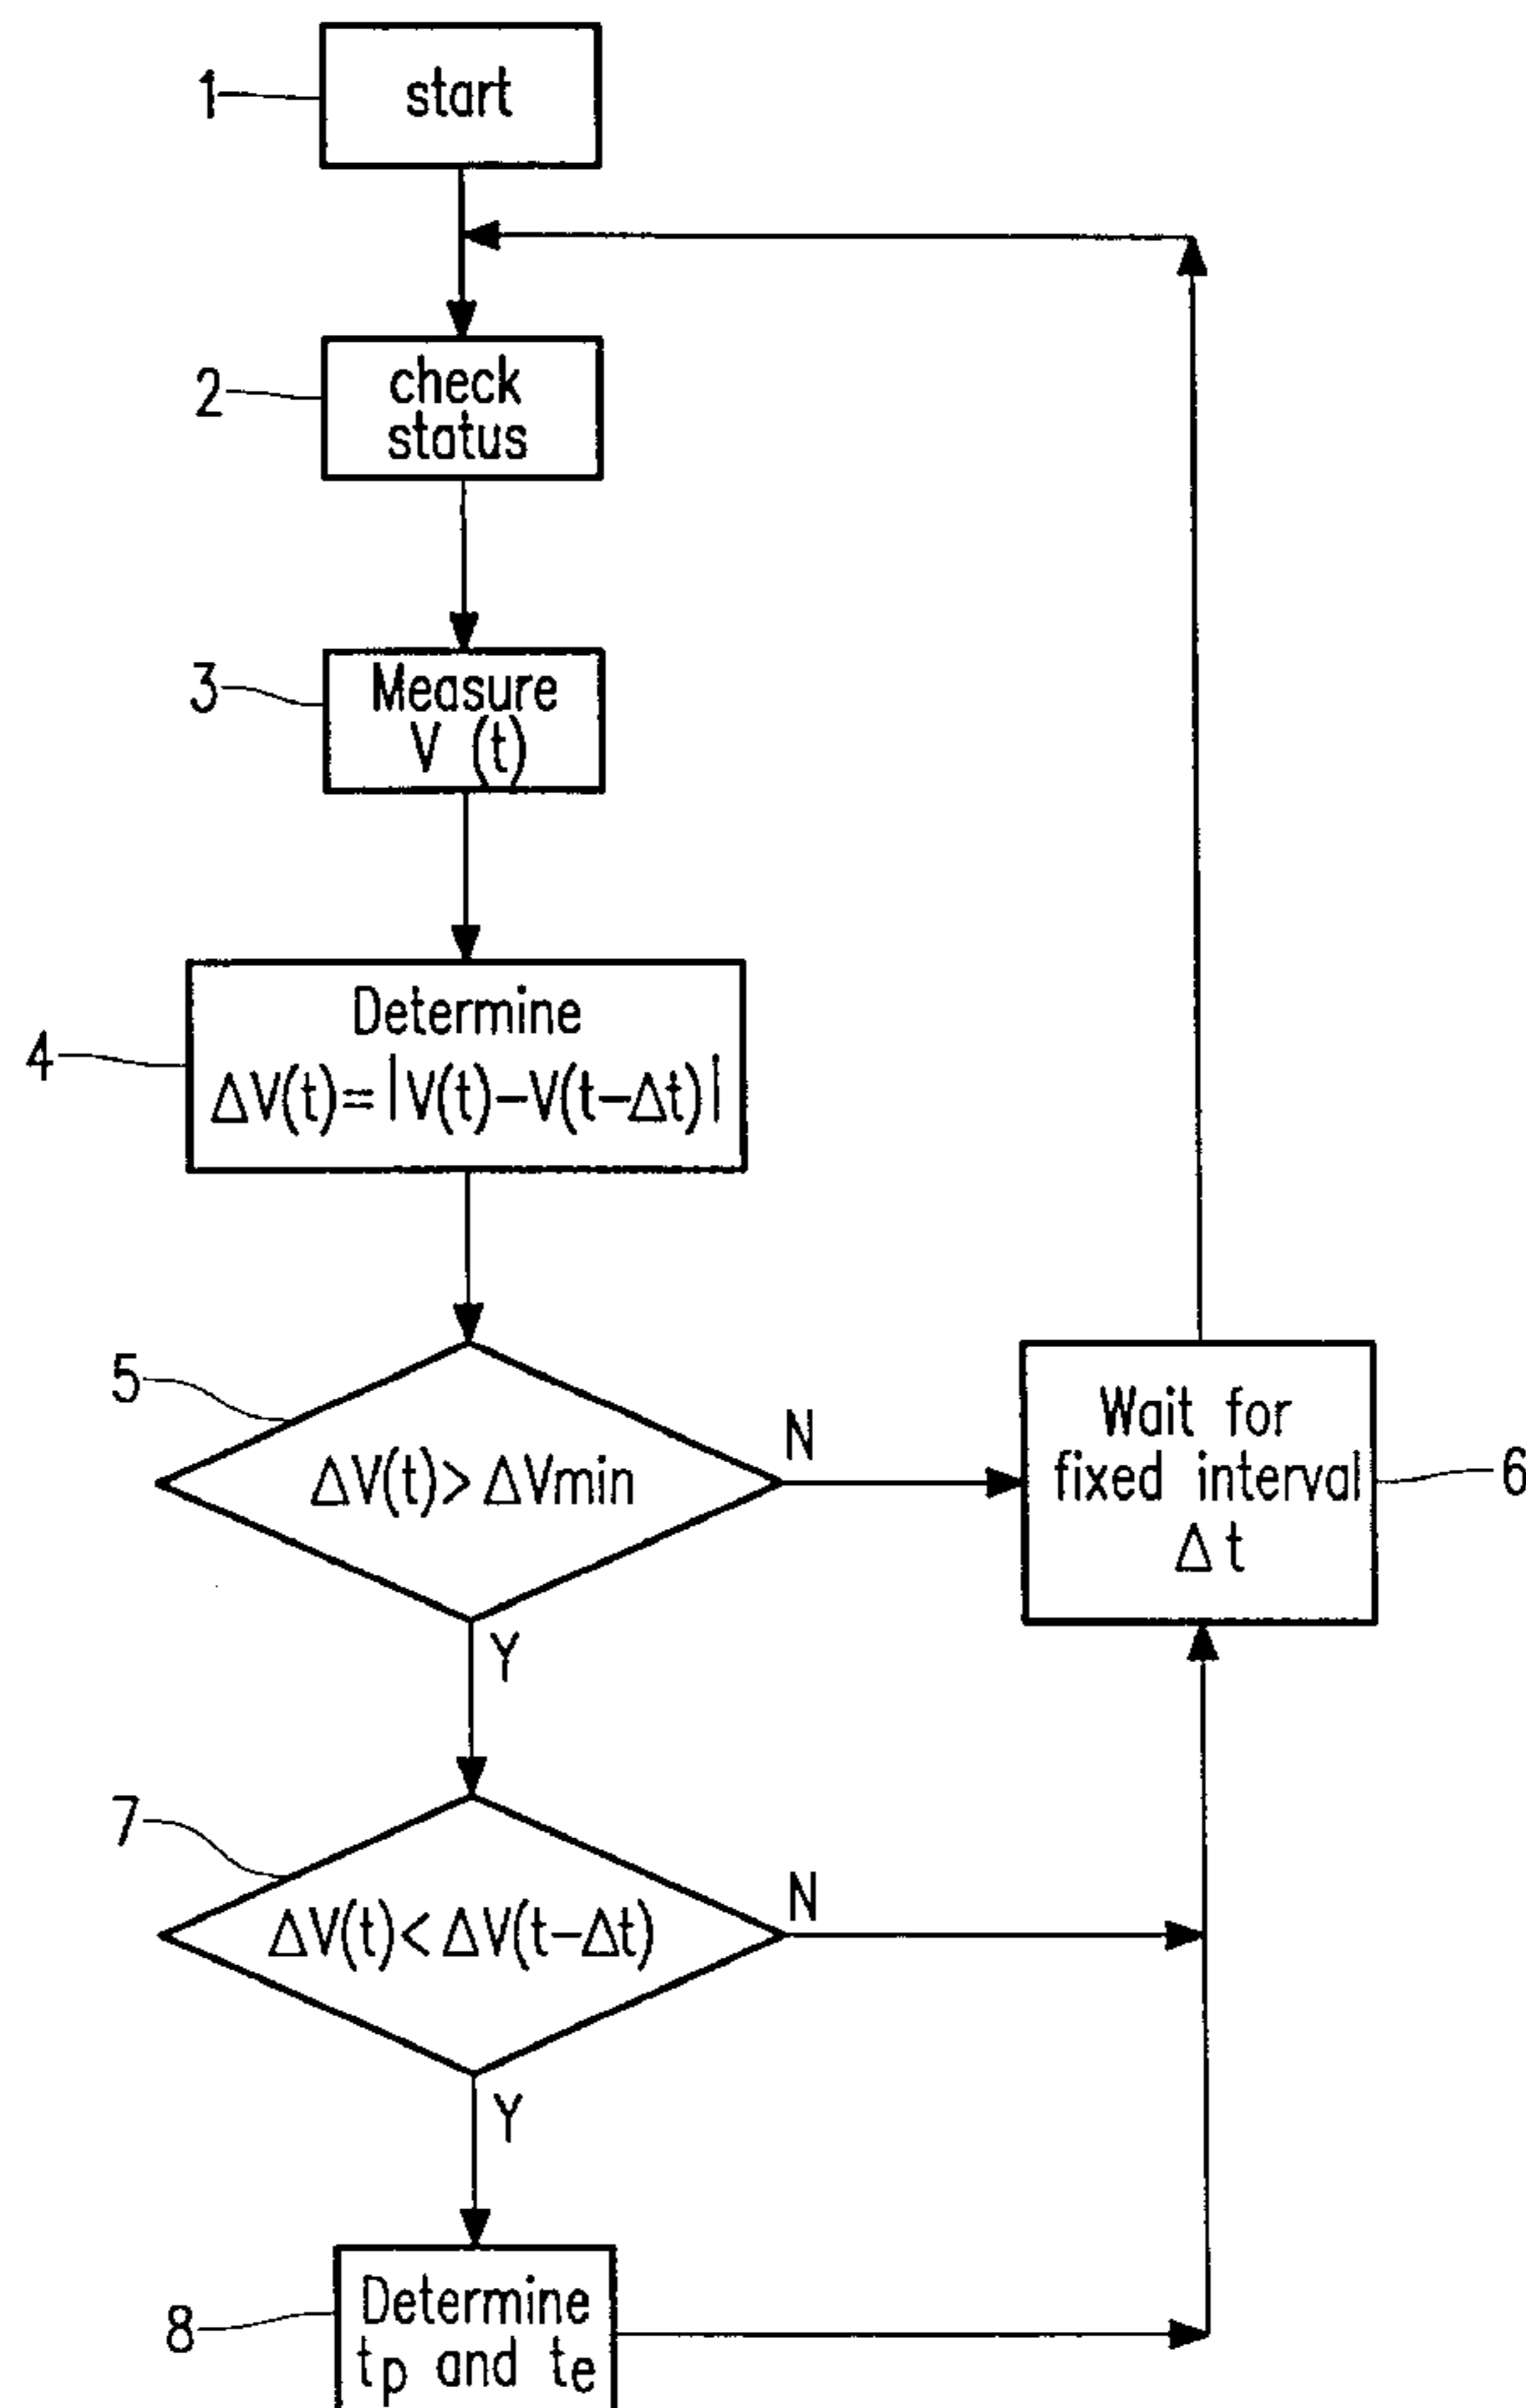 1
start
2
check
status
3
Measure
V (t)
4
Determine
ΔV(t)=|V(t)-V(t-Δt)|
5
ΔV(t)>ΔVmin
N
Y
Wait for
fixed interval
Δt
6
7
ΔV(t)<ΔV(t-Δt)
N
Y
8
Determine
tp and te